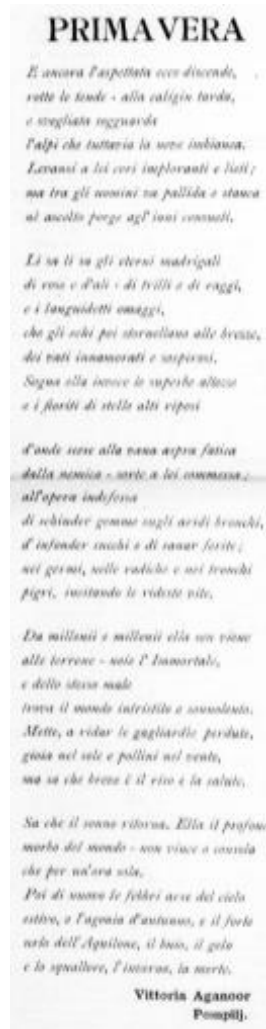 PRIMAVERA
E ancora l'aspettata ecco discende,
rotte le tende - alla caligin tarda,
e svegliata sogguarda
l'alpi che tuttavia la neve imbianca.
Levansi a lei cori imploranti e lieti;
ma tra gli uomini va pallida e stanca
nè ascolto porge agl'inni consueti.
Li sa li sa gli eterni madrigali
di rose e d'ali - di trilli e di raggi,
e i languidetti omaggi,
che gli echi poi stornellano alle brezze,
dei vati innamorati e sospirosi.
Sogna ella invece le superbe altezze
e i fioriti di stelle alti riposi
d'onde scese alla vana aspra fatica
dalla nemica - sorte a lei commessa;
all'opera indefessa
di schiuder gemme sugli aridi bronchi,
d'infonder succhi e di sanar ferite;
nei germi, nelle radiche e nei tronchi
pigri, incitando le rideste vite.
Da millenii e millenii ella sen viene
alle terrene - noie l'Immortale,
e dello stesso male
trova il mondo intristito e sonnolento.
Mette, a ridar le gagliardie perdute,
gioia nel sole e pollini nel vento,
ma sa che breve è il riso e la salute.
Sa che il sonno ritorna. Ella il profon
morbo del mondo - non vince o consola
che per un'ora sola.
Poi di nuovo le febbri arse del cielo
estivo, e l'agonia d'autunno, e il forte
urlo dell'Aquilone, il buio, il gelo
e lo squallore, l'inverno, la morte.
Vittoria Aganoor
Pompilj.